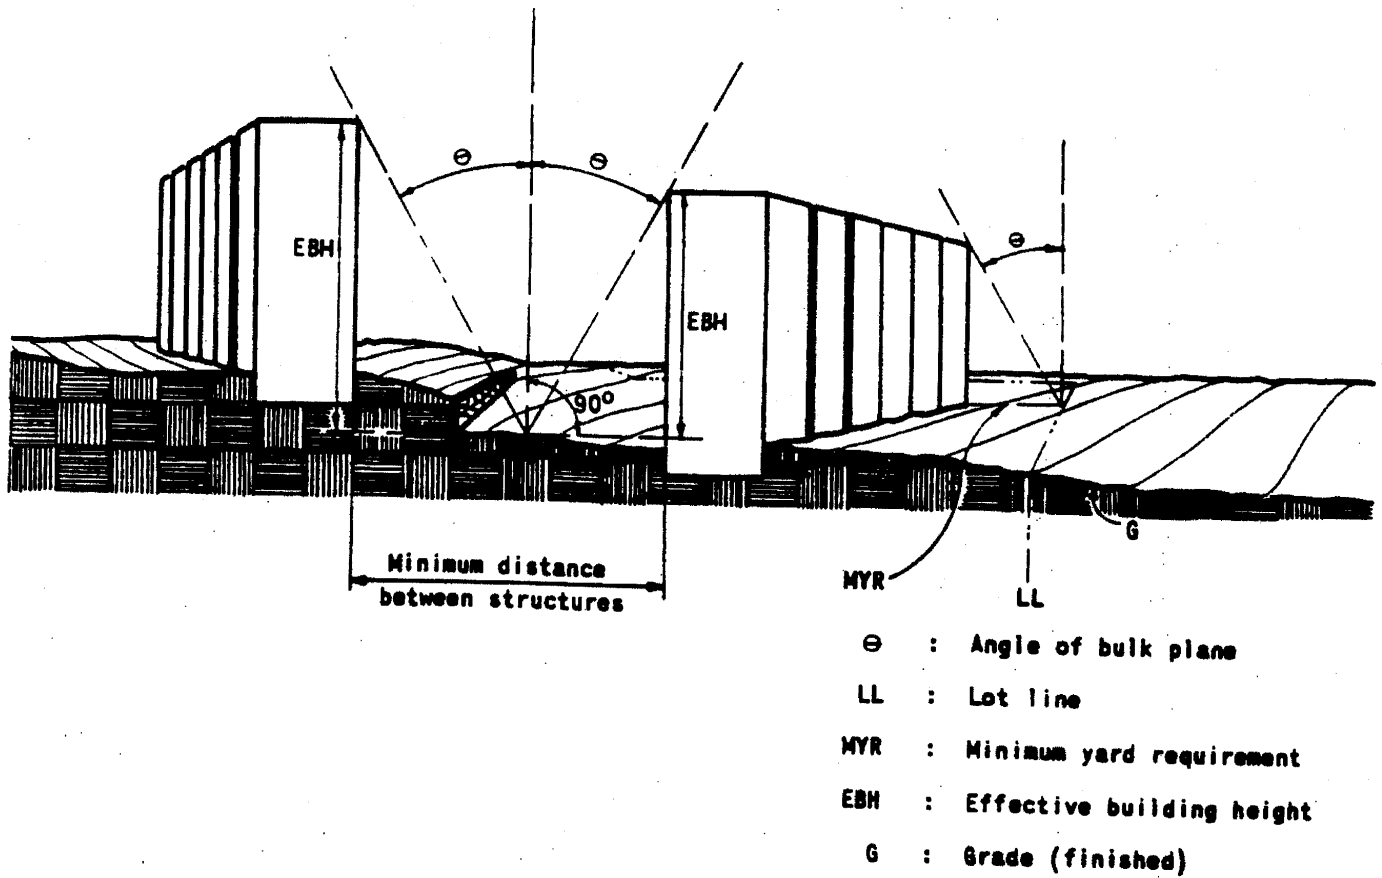 Θ Θ
Θ
EBH
EBH
90°
G
Minimum distance
between structures
MYR
LL
Θ : Angle of bulk plane
LL : Lot line
MYR : Minimum yard requirement
EBH : Effective building height
G : Grade (finished)